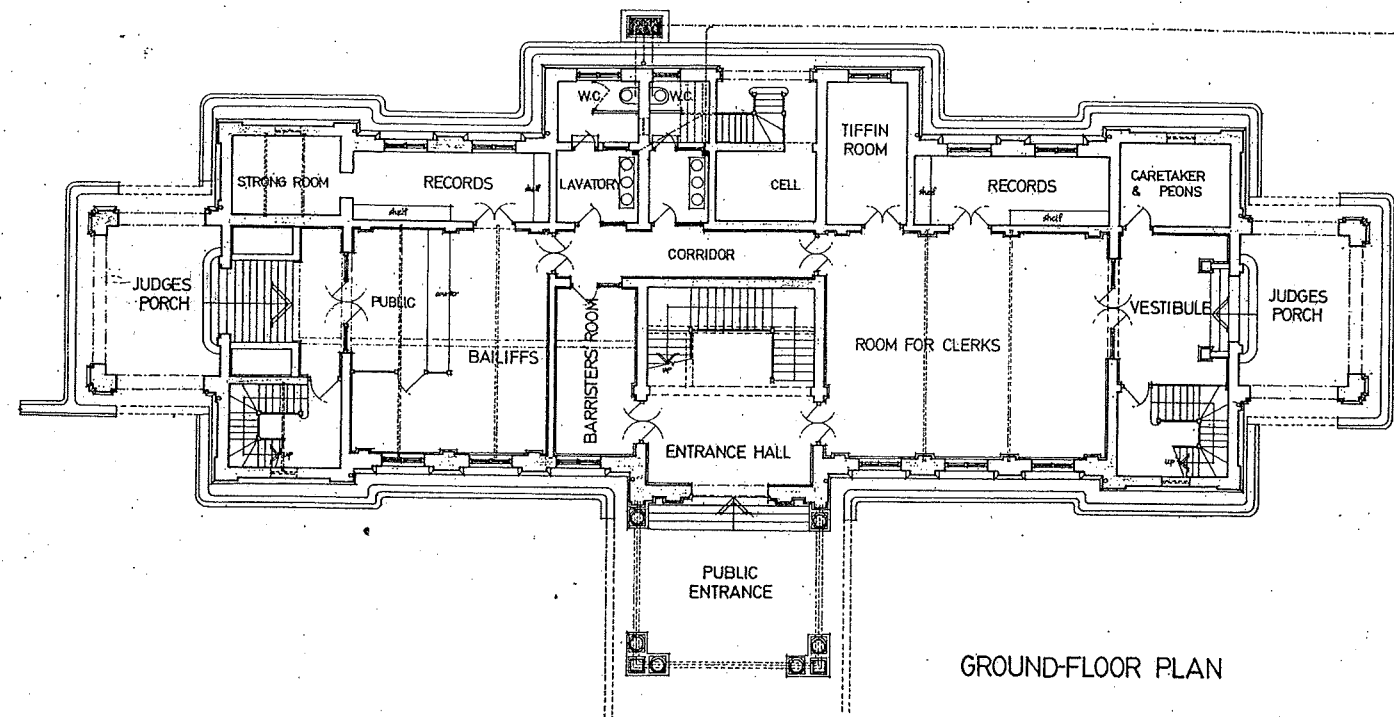 W.C.
W.C.
TIFFIN
ROOM
STRONG ROOM
RECORDS
shelf
shelf
LAVATORY
CELL
shelf
RECORDS
shelf
CARETAKER
& PEONS
CORRIDOR
JUDGES
PORCH
PUBLIC
BAILIFFS
BARRISTERS' ROOM
up
ROOM FOR CLERKS
VESTIBULE
JUDGES
PORCH
ENTRANCE HALL
up
up
PUBLIC
ENTRANCE
GROUND-FLOOR PLAN